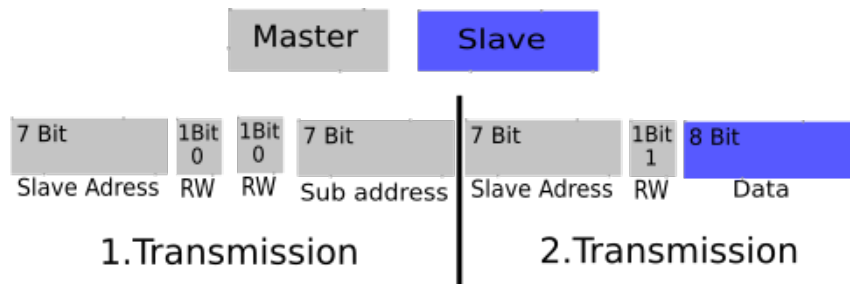 Master Slave
7 Bit 1Bit 1Bit 7 Bit 7 Bit 1Bit 8 Bit
0 0 1
Slave Adress RW RW Sub address Slave Adress RW Data
1.Transmission 2.Transmission